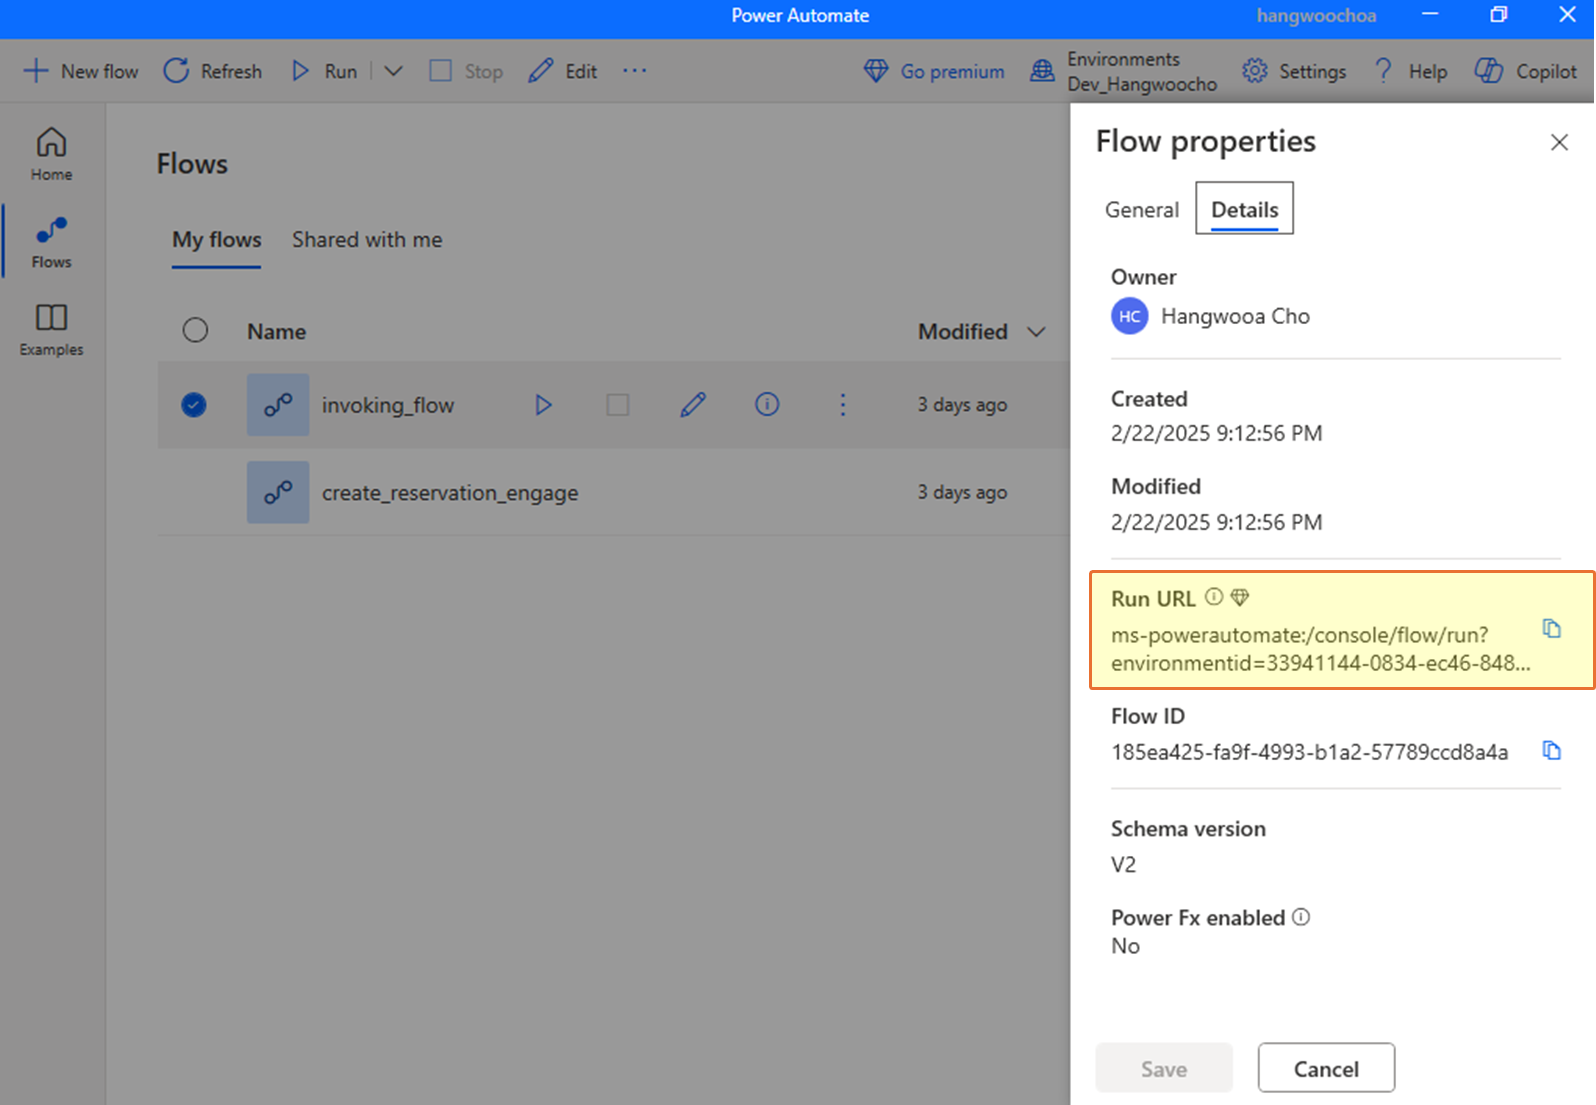 Power Automate
hangwoochoa
New flow
Refresh
Run
Stop
Edit
Go premium
Environments
Dev_Hangwoocho
Settings
Help
Copilot
Home
Flows
Examples
Flows
My flows
Shared with me
Name
Modified
invoking_flow
3 days ago
create_reservation_engage
3 days ago
Flow properties
General
Details
Owner
HC
Hangwooa Cho
Created
2/22/2025 9:12:56 PM
Modified
2/22/2025 9:12:56 PM
Run URL
ms-powerautomate:/console/flow/run?
environmentid=33941144-0834-ec46-848...
Flow ID
185ea425-fa9f-4993-b1a2-57789ccd8a4a
Schema version
V2
Power Fx enabled
No
Save
Cancel